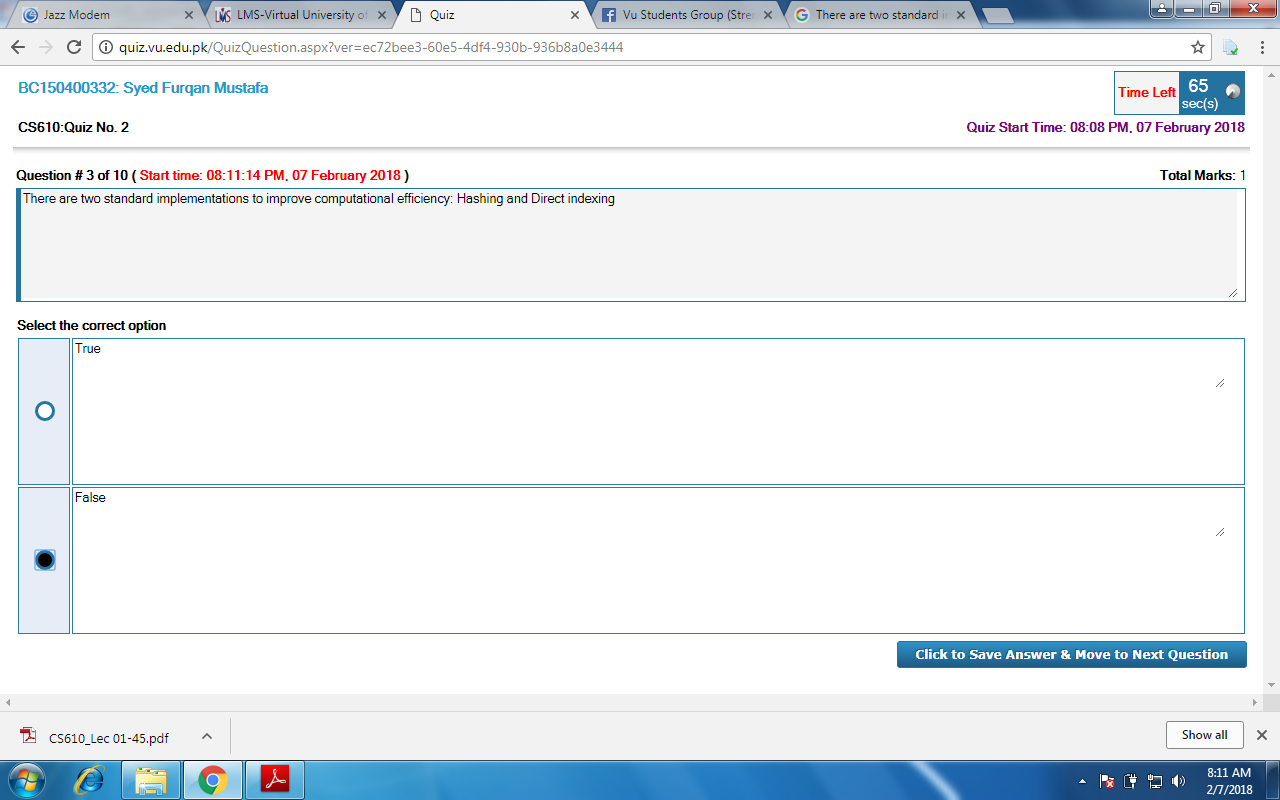 Jazz Modem
LMS-Virtual University of
Quiz
Vu Students Group (Stre
There are two standard i
quiz.vu.edu.pk/QuizQuestion.aspx?ver=ec72bee3-60e5-4df4-930b-936b8a0e3444
BC150400332: Syed Furqan Mustafa
Time Left 65 sec(s)
CS610:Quiz No. 2
Quiz Start Time: 08:08 PM, 07 February 2018
Question # 3 of 10 ( Start time: 08:11:14 PM, 07 February 2018 )
Total Marks: 1
There are two standard implementations to improve computational efficiency: Hashing and Direct indexing
Select the correct option
True
False
Click to Save Answer & Move to Next Question
CS610_Lec 01-45.pdf
Show all
8:11 AM
2/7/2018